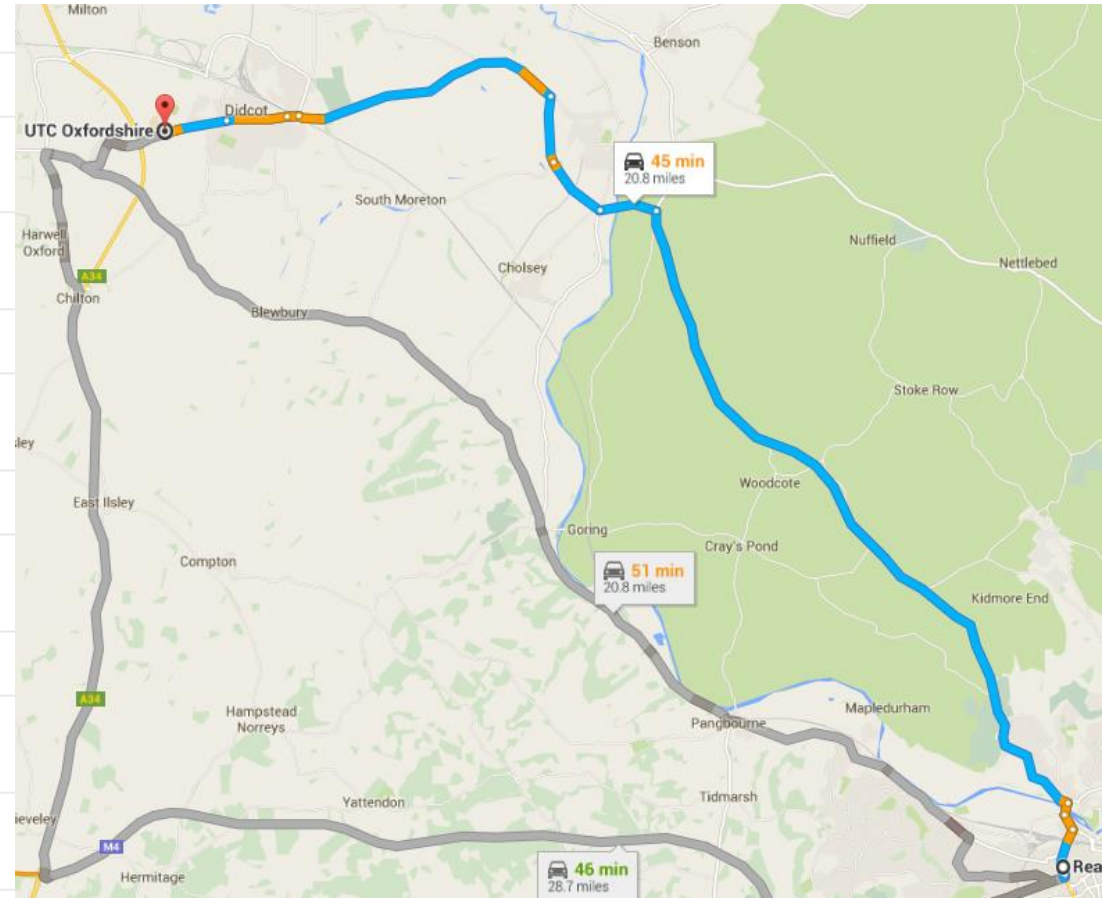 Milton
Benson
Didcot
UTC Oxfordshire
45 min
20.8 miles
South Moreton
Harwell
Oxford
Nuffield
Nettlebed
Cholsey
A34
Chilton
Blewbury
Stoke Row
Woodcote
East Ilsley
Goring
Cray's Pond
Compton
51 min
20.8 miles
Kidmore End
A34
Hampstead
Norreys
Mapledurham
Pangbourne
Yattendon
Tidmarsh
M4
Hermitage
46 min
28.7 miles
Rea